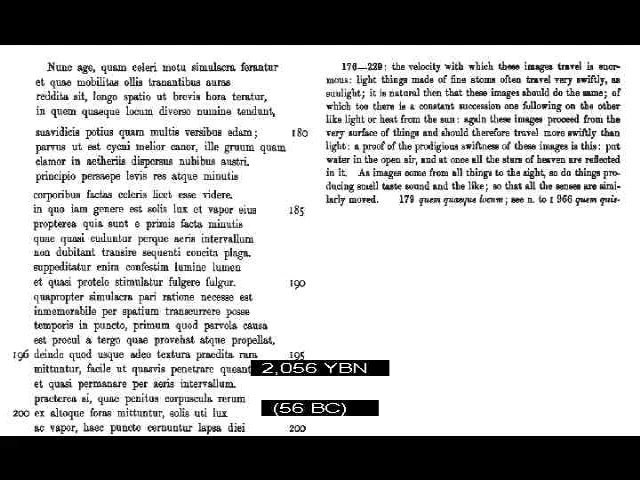 Nunc age, quam celeri motu simulacra ferantur
et quae mobilitas ollis tranantibus auras
reddita sit, longo spatio ut brevis hora teratur,
in quem quaeque locum diverso numine tendunt,
suavidicis potius quam multis versibus edam; 180
parvus ut est cycni melior canor, ille gruum quam
clamor in aetheriis dispersus nubibus austri.
principio persaepe levis res atque minutis
corporibus factas celeris licet esse videre.
in quo iam genere est solis lux et vapor eius 185
propterea quia sunt e primis facta minutis
quae quasi cuduntur perque aeris intervallum
non dubitant transire sequenti concita plaga.
suppeditatur enim confestim lumine lumen
et quasi protelo stimulatur fulgere fulgur. 190
quapropter simulacra pari ratione necesse est
inmemorabile per spatium transcurrere posse
temporis in puncto, primum quod parvola causa
est procul a tergo quae provehat atque propellat,
196 deinde quod usque adeo textura praedita rara 195
mittuntur, facile ut quasvis penetrare queant
et quasi permanare per aeris intervallum.
praeterea si, quae penitus corpuscula rerum
200 ex altoque foras mittuntur, solis uti lux
ac vapor, haec puncto cernuntur lapsa diei 200
176—229: the velocity with which these images travel is enor-
mous: light things made of fine atoms often travel very swiftly, as
sunlight; it is natural then that these images should do the same; of
which too there is a constant succession one following on the other
like light or heat from the sun: again these images proceed from the
very surface of things and should therefore travel more swiftly than
light: a proof of the prodigious swiftness of these images is this: put
water in the open air, and at once all the stars of heaven are reflected
in it. As images come from all things to the sight, so do things pro-
ducing smell taste sound and the like; so that all the senses are simi-
larly moved. 179 quem quaeque locum; see n. to I 966 quem quis-
2,056 YBN
(56 BC)